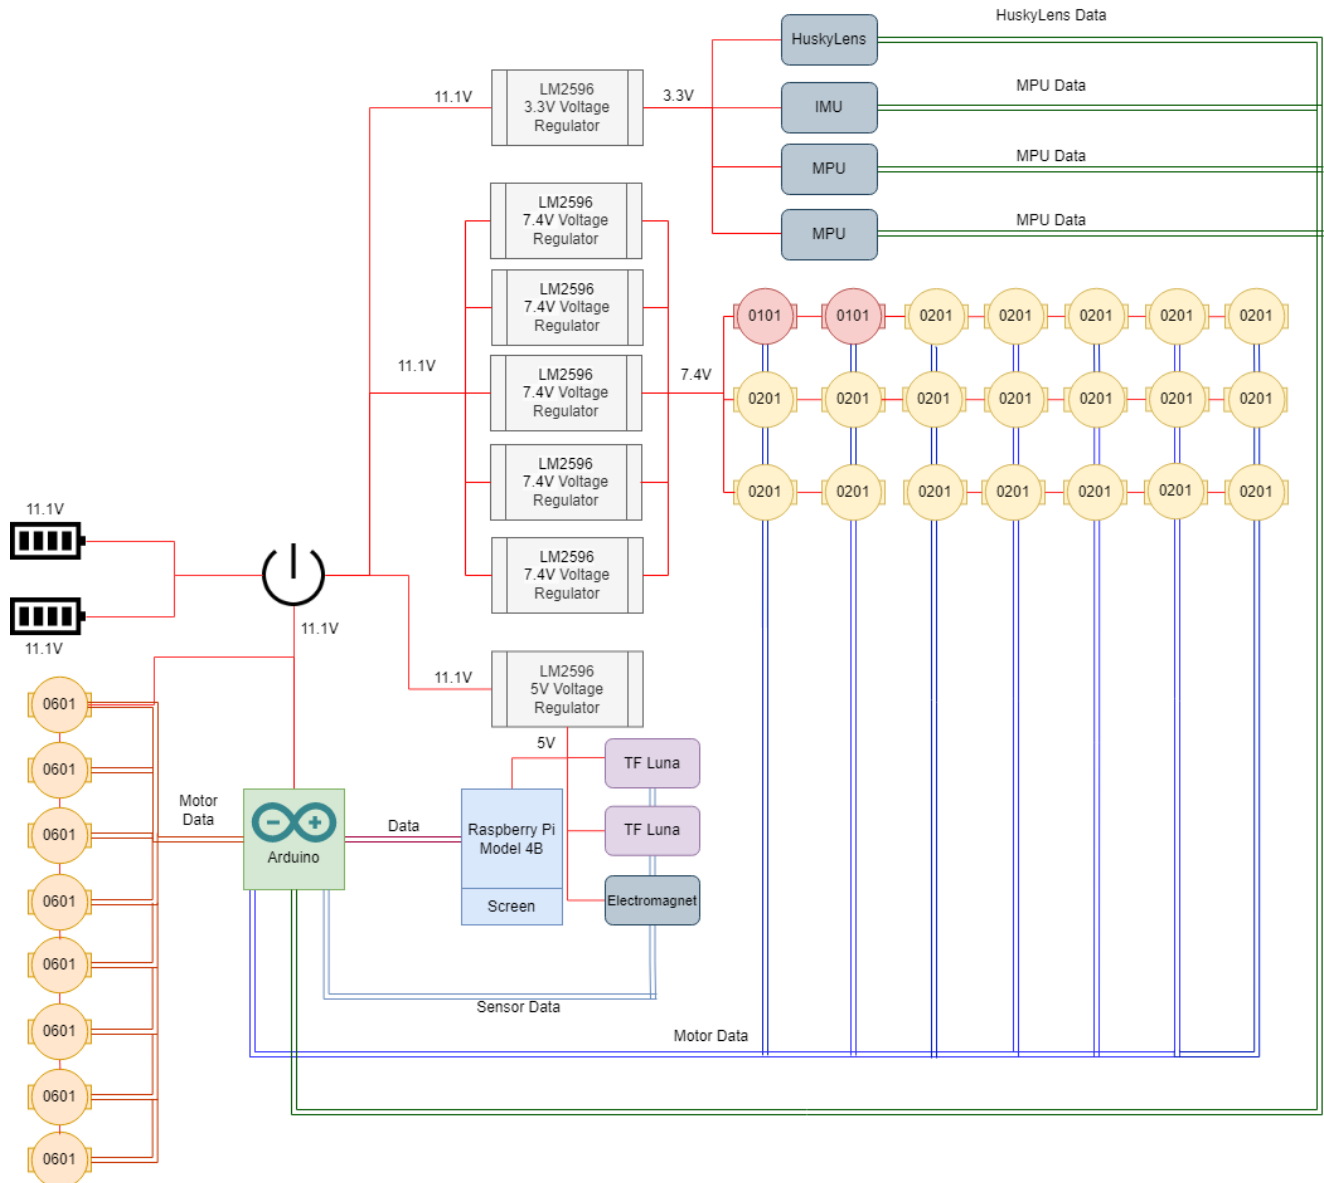 HuskyLens Data
HuskyLens
LM2596
3.3V Voltage
Regulator
11.1V
3.3V
MPU Data
IMU
MPU Data
MPU
MPU Data
MPU
LM2596
7.4V Voltage
Regulator
LM2596
7.4V Voltage
Regulator
11.1V
LM2596
7.4V Voltage
Regulator
7.4V
LM2596
7.4V Voltage
Regulator
LM2596
7.4V Voltage
Regulator
0101 0101 0201 0201 0201 0201 0201
0201 0201 0201 0201 0201 0201 0201
0201 0201 0201 0201 0201 0201 0201
11.1V
11.1V
11.1V
11.1V
LM2596
5V Voltage
Regulator
5V
TF Luna
TF Luna
Electromagnet
Raspberry Pi
Model 4B
Screen
Data
Arduino
Motor
Data
0601
0601
0601
0601
0601
0601
0601
0601
Sensor Data
Motor Data